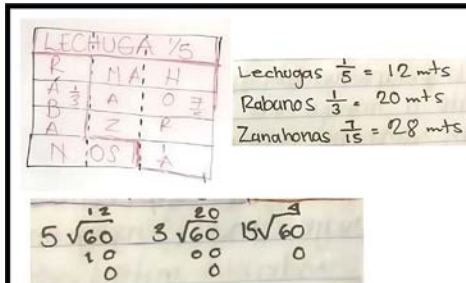 LECHUGA 1/5
R MA H
Á 1/3 A O 7
B Z R
A
N OS A
Lechugas 1/5 = 12 mts
Rabanos 1/3 = 20 mts
Zanahorias 7/15 = 28 mts
12 20 4
5 √60 3 √60 15√60
10 00 0
0 0